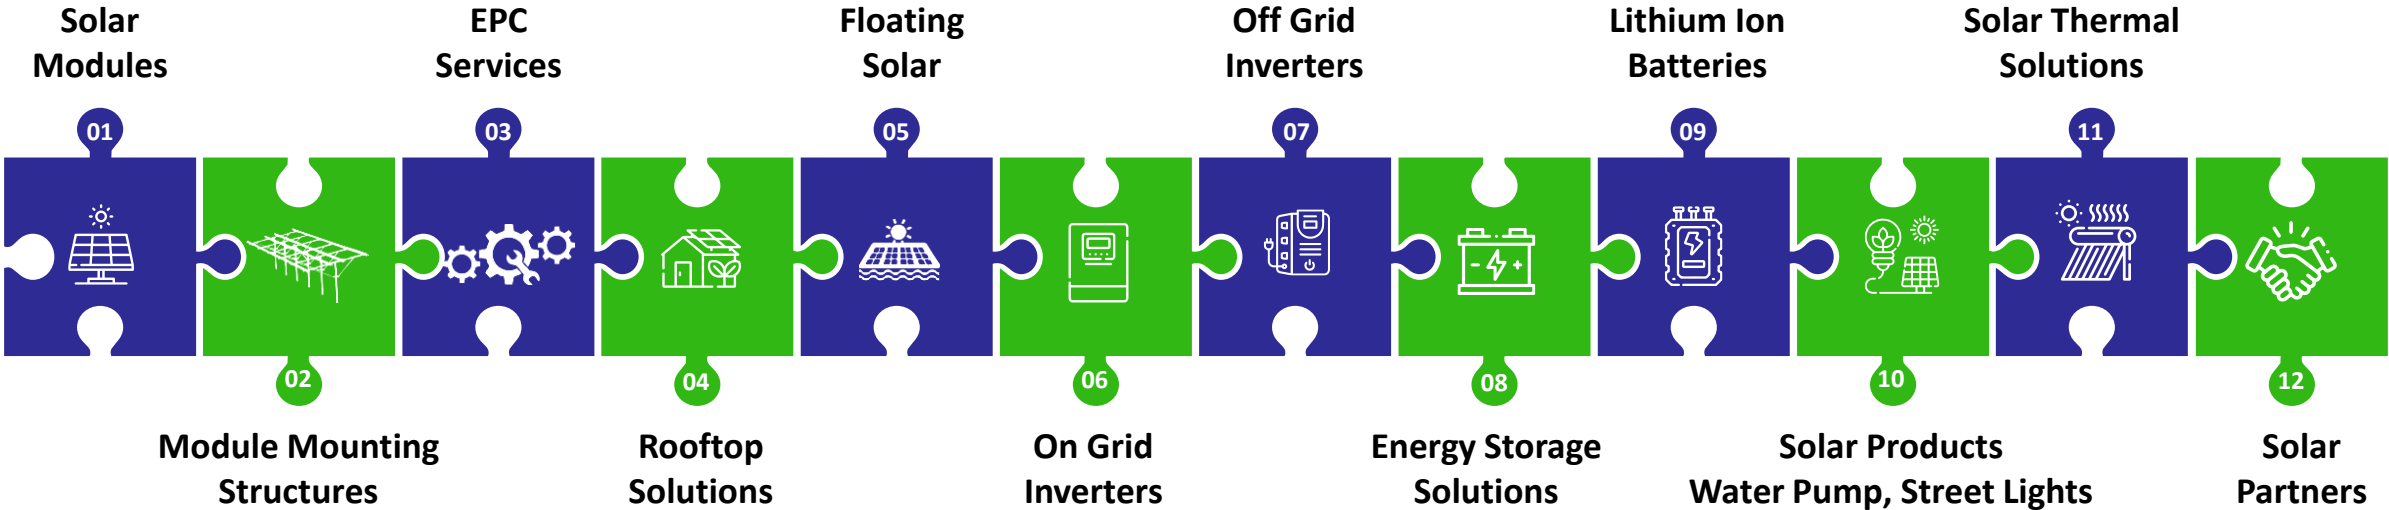 Solar
Modules
01
02
Module Mounting
Structures
EPC
Services
03
04
Rooftop
Solutions
Floating
Solar
05
06
On Grid
Inverters
Off Grid
Inverters
07
08
Energy Storage
Solutions
Lithium Ion
Batteries
09
10
Solar Products
Water Pump, Street Lights
Solar Thermal
Solutions
11
12
Solar
Partners